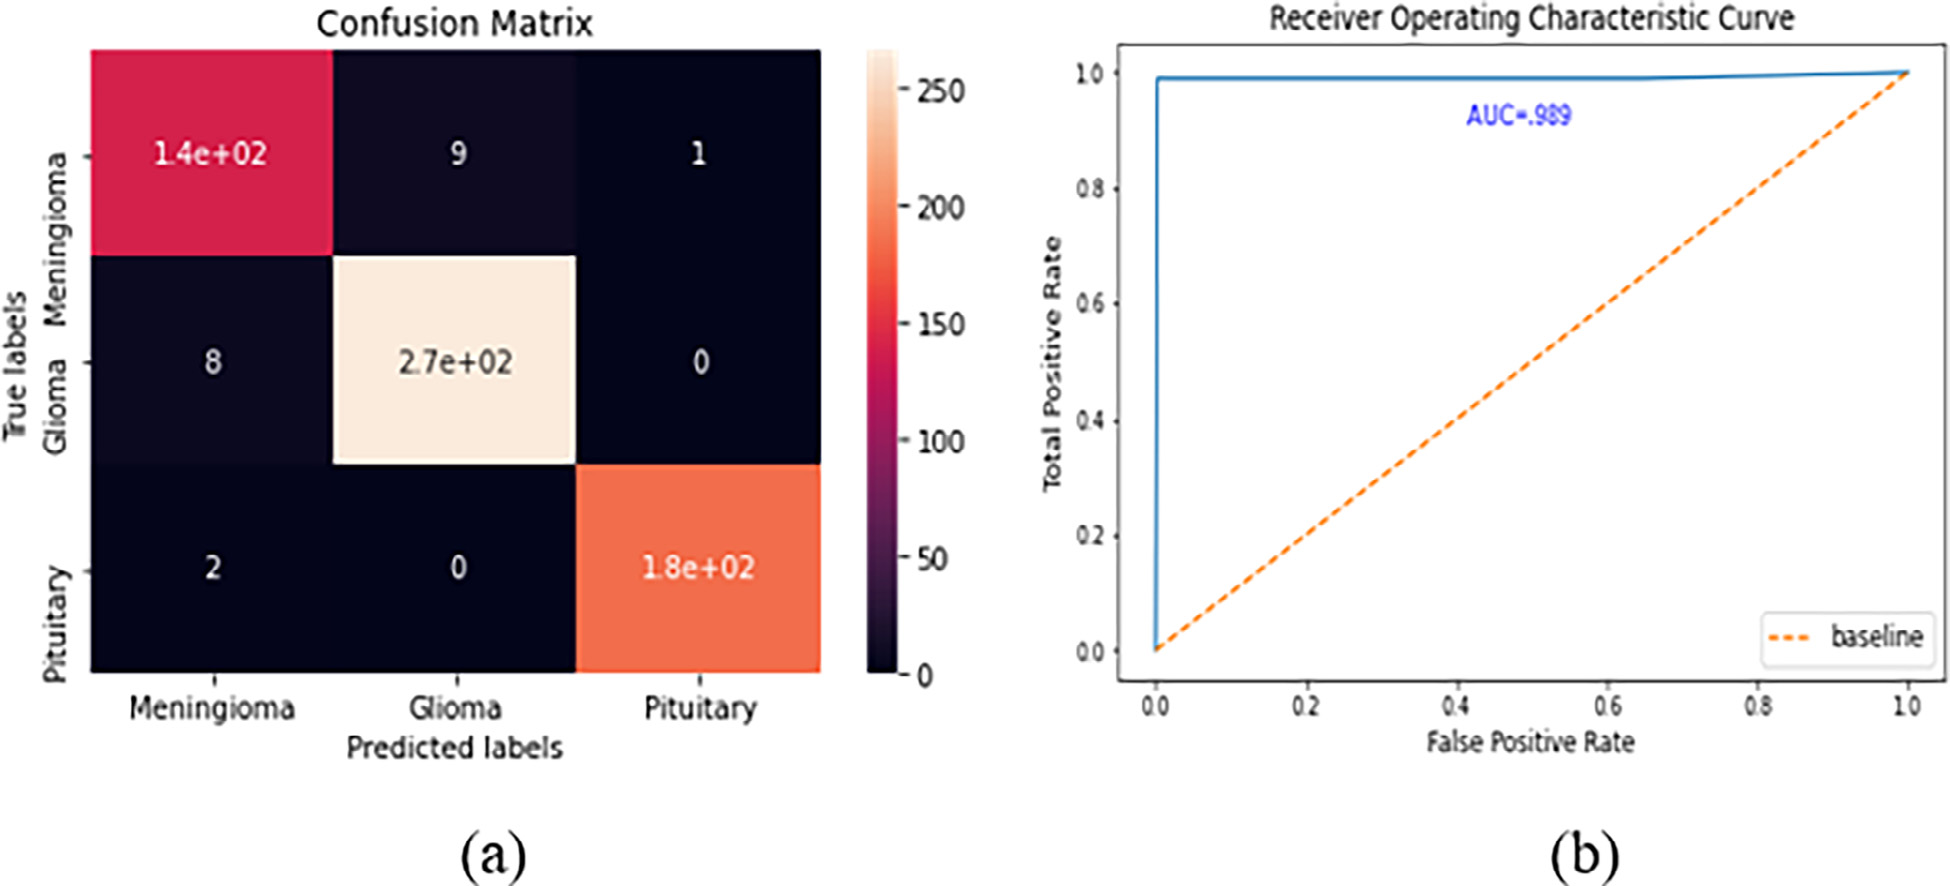 Confusion Matrix
True labels
Meningioma
Glioma
Pituitary
1.4e+02 9 1
8 2.7e+02 0
2 0 1.8e+02
Meningioma Glioma Pituitary
Predicted labels
250
200
150
100
50
0
(a)
Receiver Operating Characteristic Curve
Total Positive Rate
1.0
0.8
0.6
0.4
0.2
0.0
AUC=.989
baseline
0.0 0.2 0.4 0.6 0.8 1.0
False Positive Rate
(b)